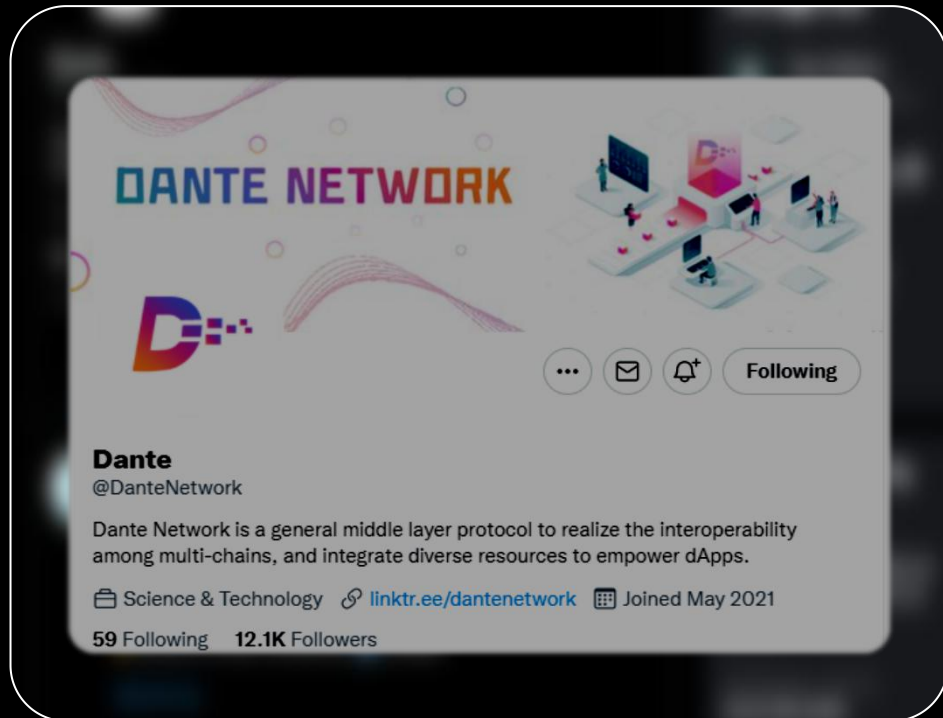 DANTE NETWORK
Following
Dante
@DanteNetwork
Dante Network is a general middle layer protocol to realize the interoperability
among multi-chains, and integrate diverse resources to empower dApps.
Science & Technology linktr.ee/dantenetwork Joined May 2021
59 Following 12.1K Followers